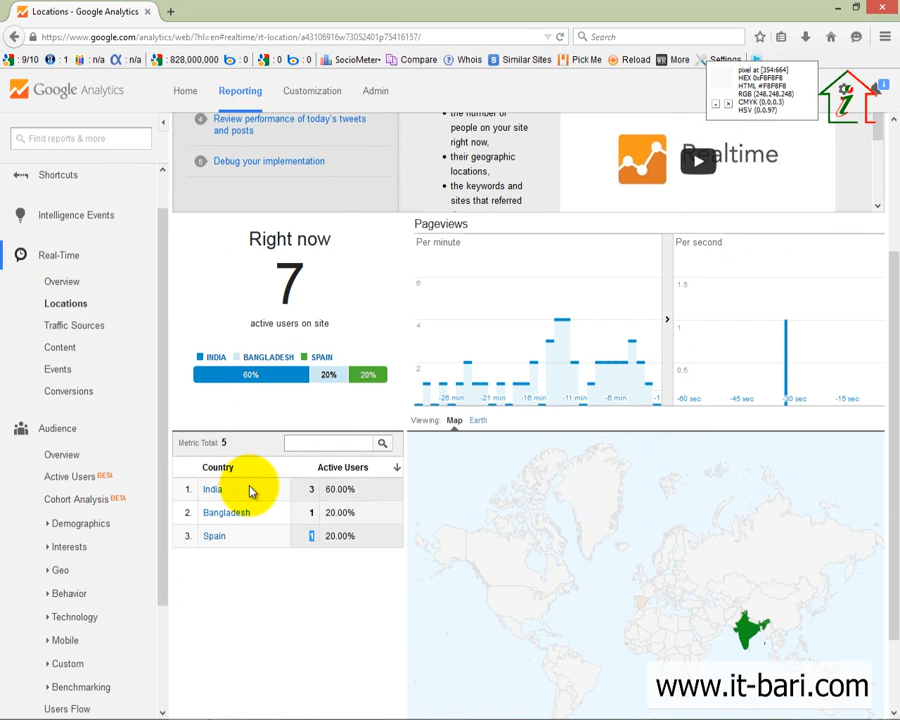 Locations - Google Analytics
https://www.google.com/analytics/web/?hl=en#realtime/rt-location/a43106916w73052401p75416157/
Search
: 9/10 : 1 : n/a : n/a : 828,000,000 : 0 : 0 : 0 SocioMeter Compare Whois Similar Sites Pick Me Reload More Settings
pixel at [354:664]
HEX 0xF8F8F8
HTML #F8F8F8
RGB (248,248,248)
CMYK (0,0,0,3)
HSV (0,0,97)
Google Analytics
Home Reporting Customization Admin
Find reports & more
Shortcuts
Intelligence Events
Real-Time
Overview
Locations
Traffic Sources
Content
Events
Conversions
Audience
Overview
Active Users BETA
Cohort Analysis BETA
Demographics
Interests
Geo
Behavior
Technology
Mobile
Custom
Benchmarking
Users Flow
4 Review performance of today's tweets
and posts
5 Debug your implementation
the number of
people on your site
right now,
their geographic
locations,
the keywords and
sites that referred
Realtime
Right now
7
active users on site
INDIA BANGLADESH SPAIN
60% 20% 20%
Pageviews
Per minute
6
4
2
-26 min -21 min -16 min -11 min -6 min -1
Per second
1.5
1
0.5
-60 sec -45 sec -30 sec -15 sec
Viewing: Map Earth
Metric Total: 5
Country Active Users
1. India 3 60.00%
2. Bangladesh 1 20.00%
3. Spain 1 20.00%
www.it-bari.com